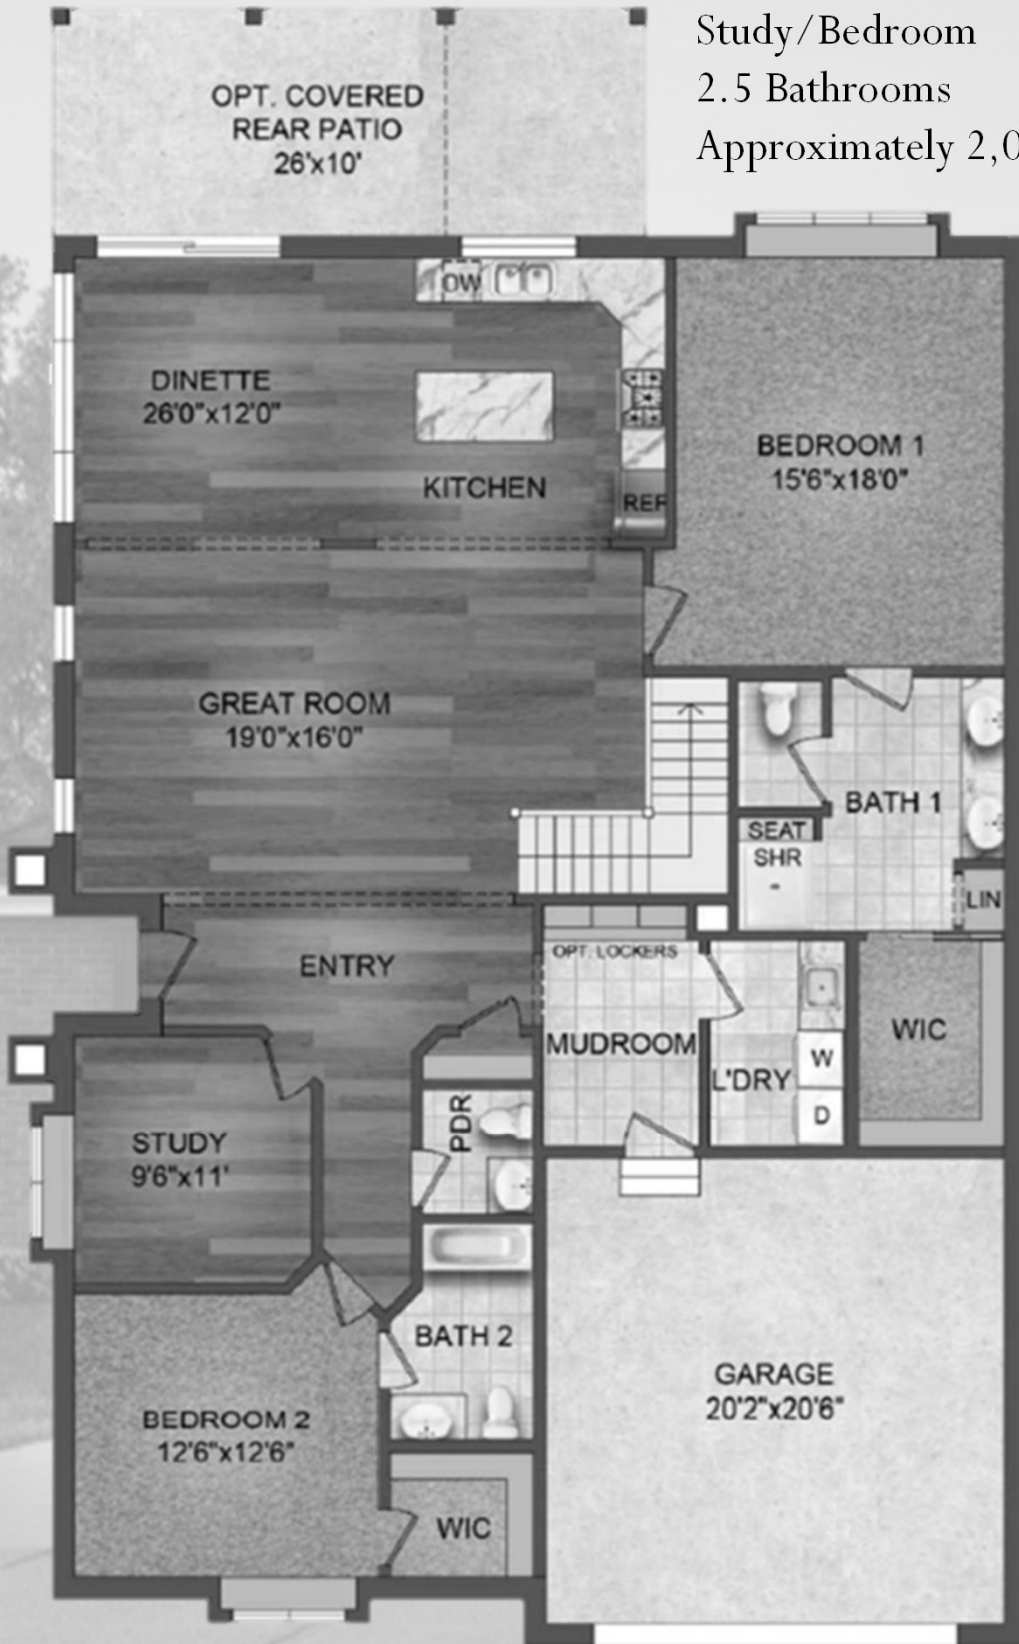 Study/Bedroom
2.5 Bathrooms
Approximately 2,0
OPT. COVERED
REAR PATIO
26'x10'
DW
DINETTE
26'0"x12'0"
KITCHEN
REF
BEDROOM 1
15'6"x18'0"
GREAT ROOM
19'0"x16'0"
BATH 1
SEAT
SHR
LIN
ENTRY
OPT. LOCKERS
MUDROOM
L'DRY
W
D
WIC
STUDY
9'6"x11'
PDR
BATH 2
BEDROOM 2
12'6"x12'6"
WIC
GARAGE
20'2"x20'6"